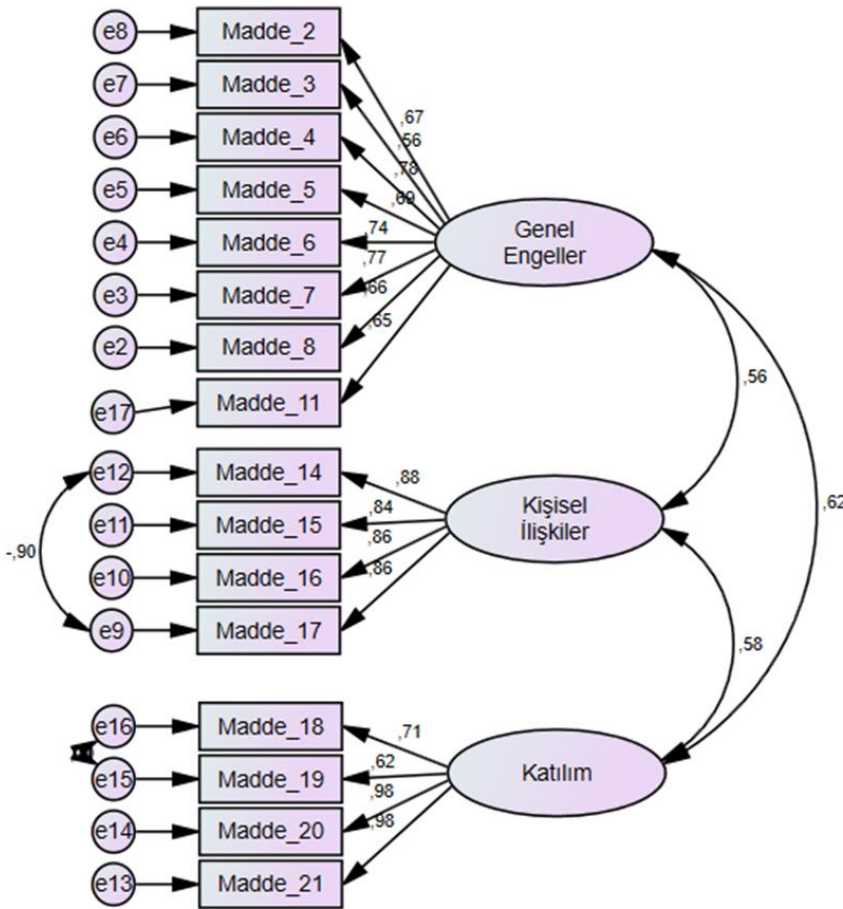 e8
Madde_2
e7
Madde_3
e6
Madde_4
e5
Madde_5
e4
Madde_6
e3
Madde_7
e2
Madde_8
e17
Madde_11
,67
,56
,78
,69
,74
,77
,66
,65
Genel
Engeller
,56
,62
e12
Madde_14
e11
Madde_15
e10
Madde_16
e9
Madde_17
-,90
,88
,84
,86
,86
Kişisel
İlişkiler
,58
e16
Madde_18
e15
Madde_19
e14
Madde_20
e13
Madde_21
,71
,62
,98
,98
Katılım